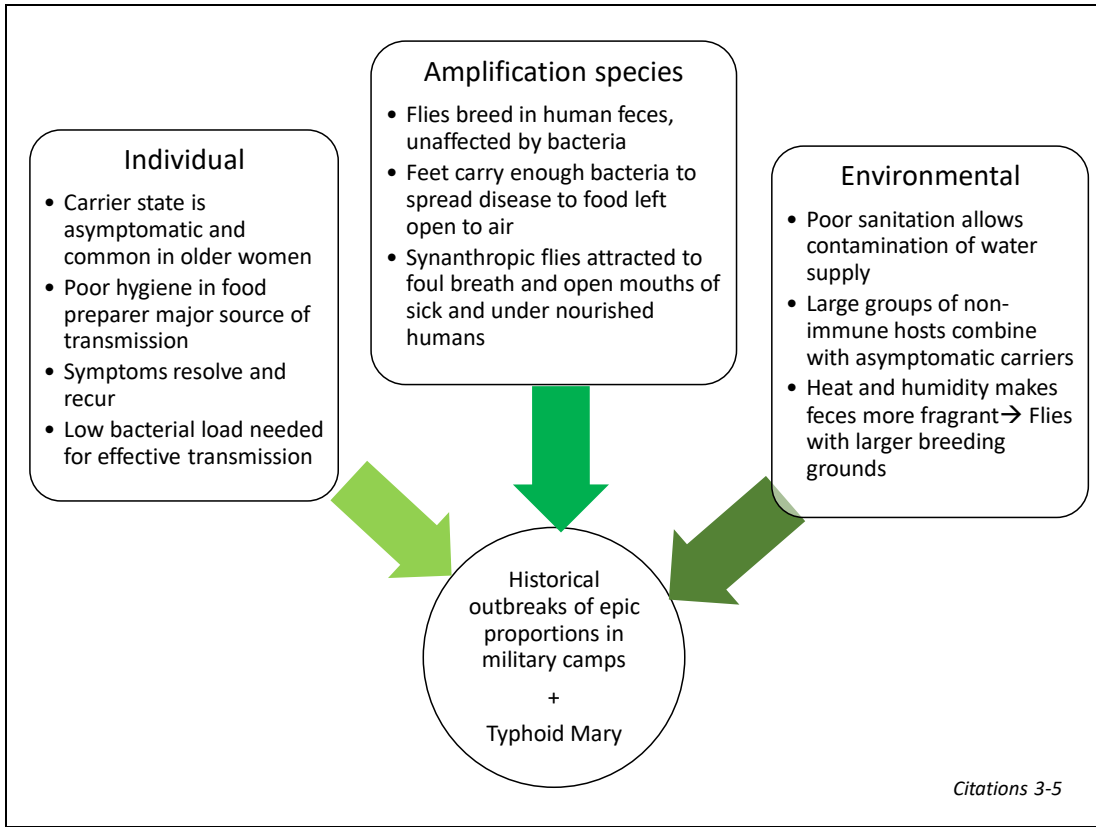 Individual
• Carrier state is
asymptomatic and
common in older women
• Poor hygiene in food
preparer major source of
transmission
• Symptoms resolve and
recur
• Low bacterial load needed
for effective transmission
Amplification species
• Flies breed in human feces,
unaffected by bacteria
• Feet carry enough bacteria to
spread disease to food left
open to air
• Synanthropic flies attracted to
foul breath and open mouths of
sick and under nourished
humans
Environmental
• Poor sanitation allows
contamination of water
supply
• Large groups of non-
immune hosts combine
with asymptomatic carriers
• Heat and humidity makes
feces more fragrant→ Flies
with larger breeding
grounds
Historical
outbreaks of epic
proportions in
military camps
+
Typhoid Mary
Citations 3-5